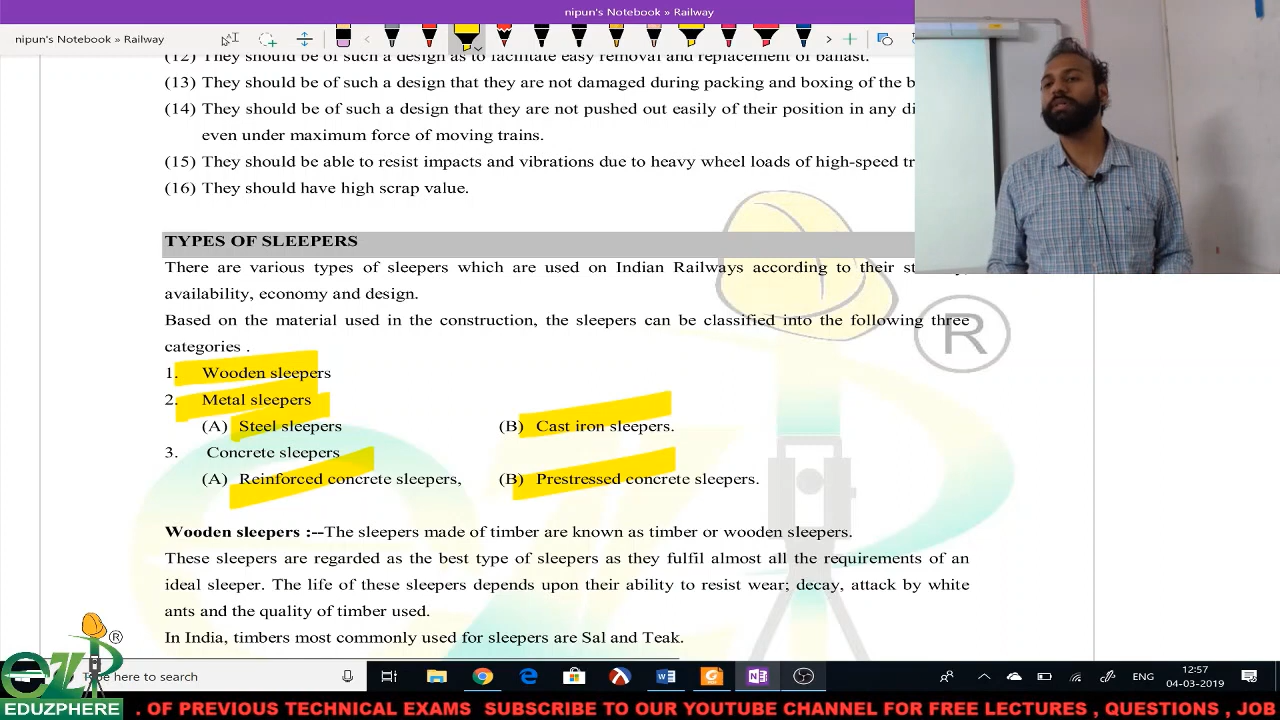 nipun's Notebook » Railway
nipun's Notebook » Railway
(12) They should be of such a design as to facilitate easy removal and replacement of ballast.
(13) They should be of such a design that they are not damaged during packing and boxing of the b
(14) They should be of such a design that they are not pushed out easily of their position in any di
even under maximum force of moving trains.
(15) They should be able to resist impacts and vibrations due to heavy wheel loads of high-speed tr
(16) They should have high scrap value.
TYPES OF SLEEPERS
There are various types of sleepers which are used on Indian Railways according to their
availability, economy and design.
Based on the material used in the construction, the sleepers can be classified into the following three
categories .
1. Wooden sleepers
2. Metal sleepers
(A) Steel sleepers (B) Cast iron sleepers.
3. Concrete sleepers
(A) Reinforced concrete sleepers, (B) Prestressed concrete sleepers.
Wooden sleepers :--The sleepers made of timber are known as timber or wooden sleepers.
These sleepers are regarded as the best type of sleepers as they fulfil almost all the requirements of an
ideal sleeper. The life of these sleepers depends upon their ability to resist wear; decay, attack by white
ants and the quality of timber used.
In India, timbers most commonly used for sleepers are Sal and Teak.
®
®
here to search
ENG
12:57
04-03-2019
EZ
EDUZPHERE
. OF PREVIOUS TECHNICAL EXAMS SUBSCRIBE TO OUR YOUTUBE CHANNEL FOR FREE LECTURES , QUESTIONS , JOB